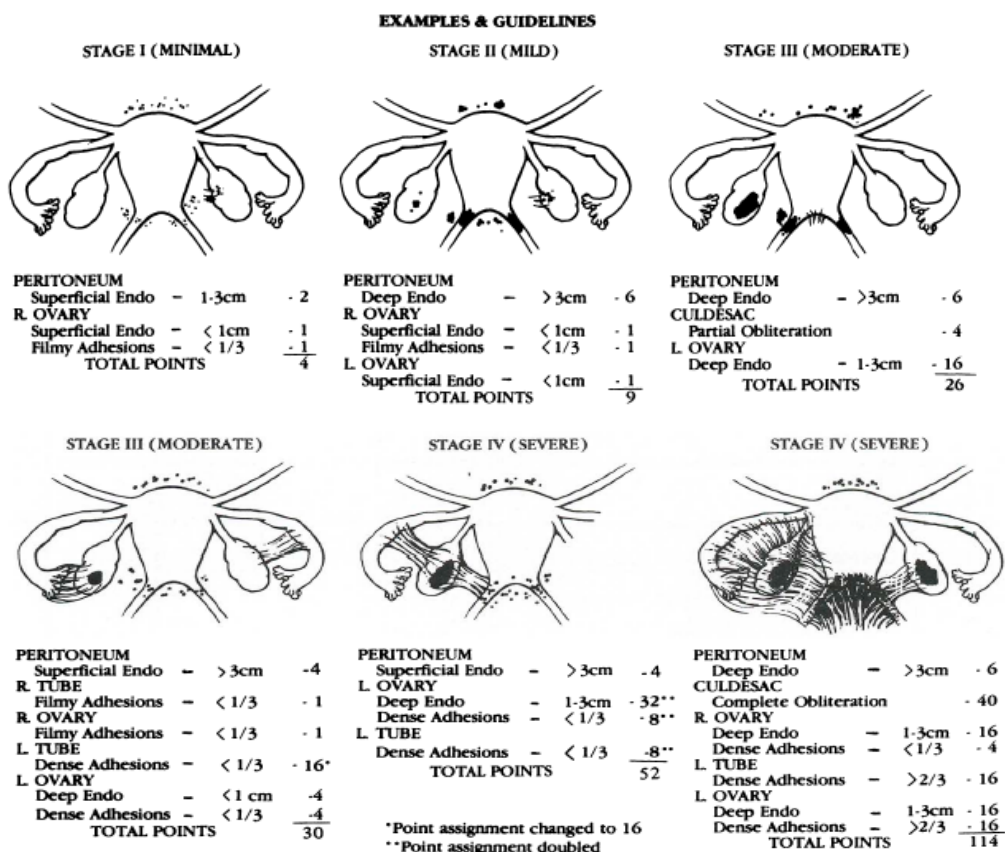 EXAMPLES & GUIDELINES
STAGE I (MINIMAL)
STAGE II (MILD)
STAGE III (MODERATE)
PERITONEUM
Superficial Endo – 1-3cm - 2
R. OVARY
Superficial Endo – < 1cm - 1
Filmy Adhesions – < 1/3 - 1
TOTAL POINTS 4
PERITONEUM
Deep Endo – > 3cm - 6
R. OVARY
Superficial Endo – < 1cm - 1
Filmy Adhesions – < 1/3 - 1
L. OVARY
Superficial Endo – < 1cm - 1
TOTAL POINTS 9
PERITONEUM
Deep Endo – > 3cm - 6
CULDESAC
Partial Obliteration - 4
L. OVARY
Deep Endo – 1-3cm - 16
TOTAL POINTS 26
STAGE III (MODERATE)
STAGE IV (SEVERE)
STAGE IV (SEVERE)
PERITONEUM
Superficial Endo – > 3cm -4
R. TUBE
Filmy Adhesions – < 1/3 - 1
R. OVARY
Filmy Adhesions – < 1/3 - 1
L. TUBE
Dense Adhesions – < 1/3 - 16*
L. OVARY
Deep Endo – < 1 cm -4
Dense Adhesions – < 1/3 -4
TOTAL POINTS 30
PERITONEUM
Superficial Endo – > 3cm - 4
L. OVARY
Deep Endo – 1-3cm - 32**
Dense Adhesions – < 1/3 - 8**
L. TUBE
Dense Adhesions – < 1/3 -8**
TOTAL POINTS 52
*Point assignment changed to 16
**Point assignment doubled
PERITONEUM
Deep Endo – > 3cm - 6
CULDESAC
Complete Obliteration - 40
R. OVARY
Deep Endo – 1-3cm - 16
Dense Adhesions – < 1/3 - 4
L. TUBE
Dense Adhesions – > 2/3 - 16
L. OVARY
Deep Endo – 1-3cm - 16
Dense Adhesions – > 2/3 - 16
TOTAL POINTS 114